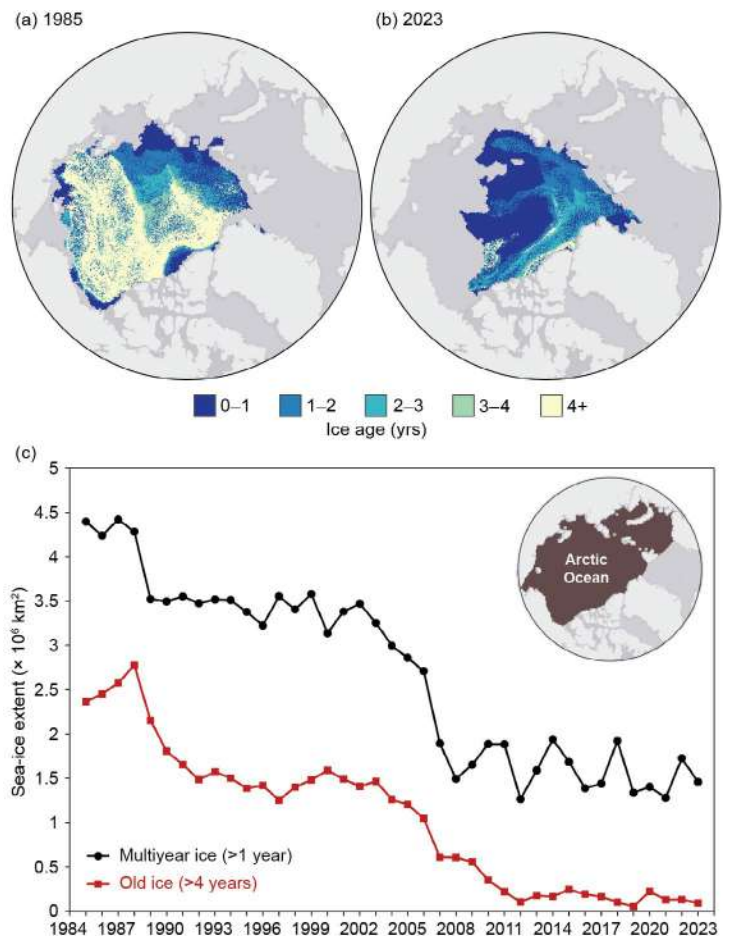 (a) 1985
(b) 2023
0–1
1–2
2–3
3–4
4+
Ice age (yrs)
(c)
5
4.5
4
3.5
3
2.5
2
1.5
1
0.5
0
Sea-ice extent (× 10⁶ km²)
Arctic
Ocean
Multiyear ice (>1 year)
Old ice (>4 years)
1984 1987 1990 1993 1996 1999 2002 2005 2008 2011 2014 2017 2020 2023